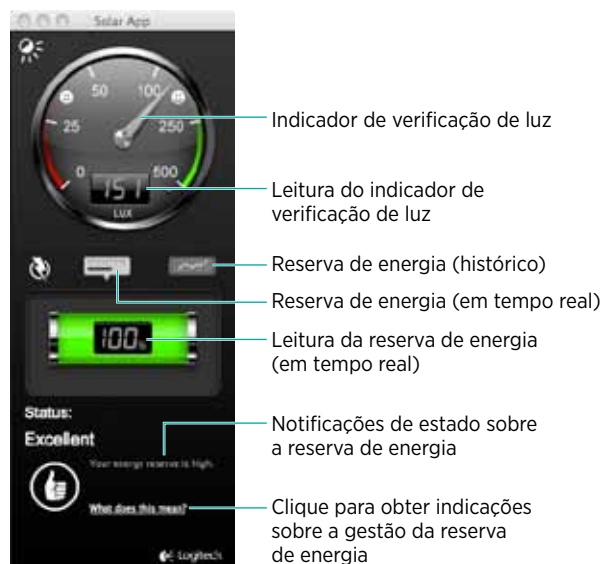 Solar App
50
100
25
250
0
500
151
LUX
Indicador de verificação de luz
Leitura do indicador de
verificação de luz
Reserva de energia (histórico)
Reserva de energia (em tempo real)
100%
Leitura da reserva de energia
(em tempo real)
Status:
Excellent
Your energy reserve is high.
Notificações de estado sobre
a reserva de energia
What does this mean?
Clique para obter indicações
sobre a gestão da reserva
de energia
Logitech